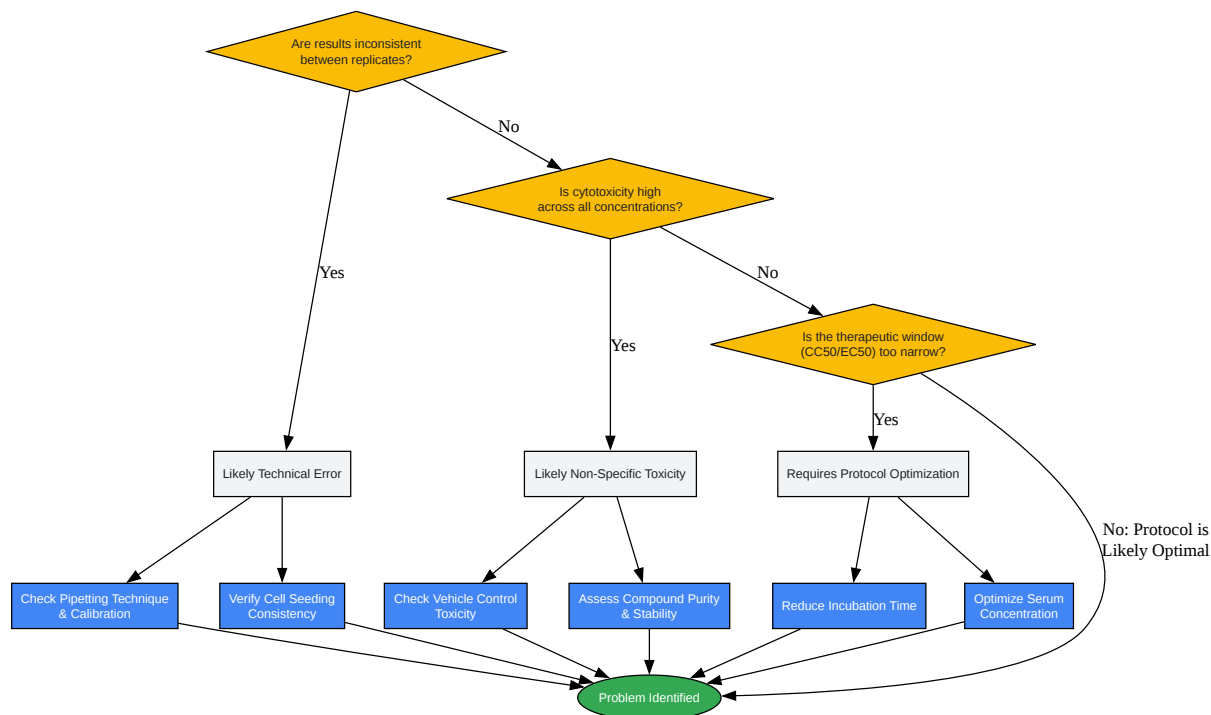 Are results inconsistent
between replicates?
No
Is cytotoxicity high
across all concentrations?
Yes
No
Is the therapeutic window
(CC50/EC50) too narrow?
Yes
Yes
Likely Technical Error
Likely Non-Specific Toxicity
Requires Protocol Optimization
No: Protocol is
Likely Optimal
Check Pipetting Technique
& Calibration
Verify Cell Seeding
Consistency
Check Vehicle Control
Toxicity
Assess Compound Purity
& Stability
Reduce Incubation Time
Optimize Serum
Concentration
Problem Identified